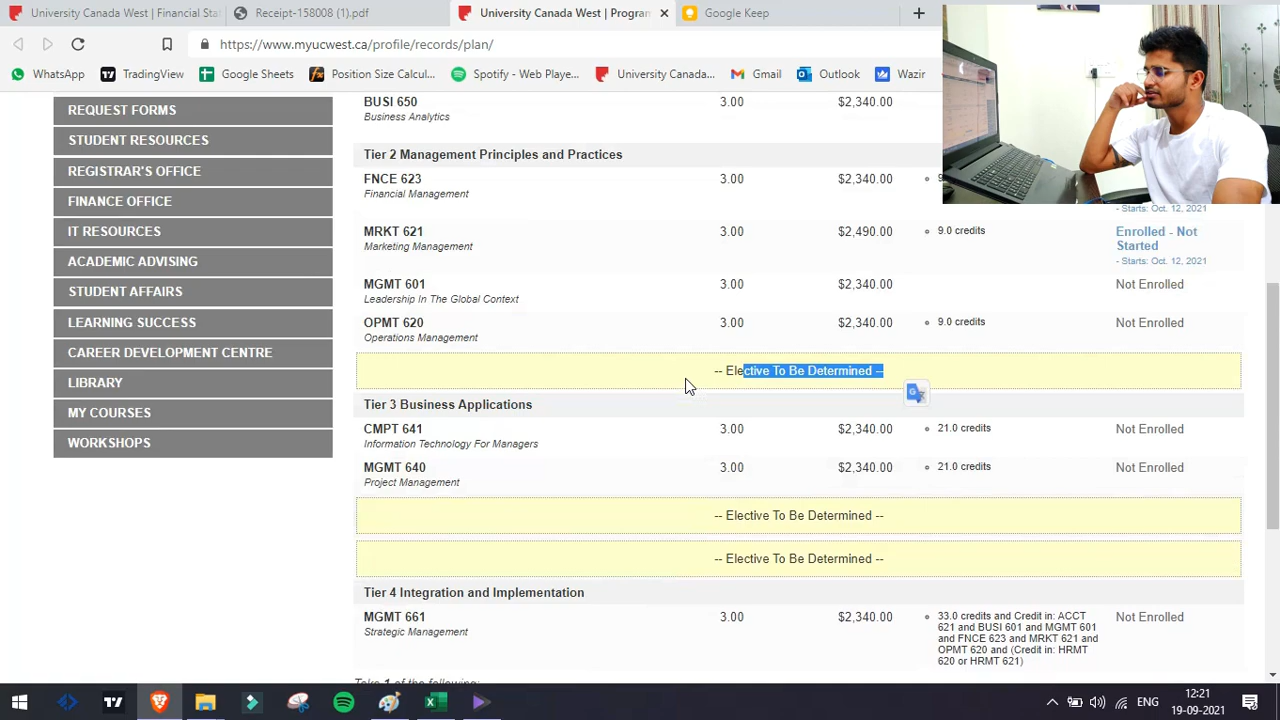 University Canada West | Financial Sta
Receipt-158008 (1).pdf
University Canada West | Program
Google Keep
https://www.myucwest.ca/profile/records/plan/
WhatsApp
TradingView
Google Sheets
Position Size Calcul...
Spotify - Web Playe...
University Canada...
Gmail
Outlook
Wazir
REQUEST FORMS
STUDENT RESOURCES
REGISTRAR'S OFFICE
FINANCE OFFICE
IT RESOURCES
ACADEMIC ADVISING
STUDENT AFFAIRS
LEARNING SUCCESS
CAREER DEVELOPMENT CENTRE
LIBRARY
MY COURSES
WORKSHOPS
BUSI 650 3.00 $2,340.00
Business Analytics
Tier 2 Management Principles and Practices
FNCE 623 3.00 $2,340.00
Financial Management
- Starts: Oct. 12, 2021
MRKT 621 3.00 $2,490.00 9.0 credits Enrolled - Not
Marketing Management Started
- Starts: Oct. 12, 2021
MGMT 601 3.00 $2,340.00 Not Enrolled
Leadership In The Global Context
OPMT 620 3.00 $2,340.00 9.0 credits Not Enrolled
Operations Management
-- Elective To Be Determined --
Tier 3 Business Applications
CMPT 641 3.00 $2,340.00 21.0 credits Not Enrolled
Information Technology For Managers
MGMT 640 3.00 $2,340.00 21.0 credits Not Enrolled
Project Management
-- Elective To Be Determined --
-- Elective To Be Determined --
Tier 4 Integration and Implementation
MGMT 661 3.00 $2,340.00 33.0 credits and Credit in: ACCT Not Enrolled
Strategic Management 621 and BUSI 601 and MGMT 601
and FNCE 623 and MRKT 621 and
OPMT 620 and (Credit in: HRMT
620 or HRMT 621)
Take 1 of the following:
ENG
12:21
19-09-2021